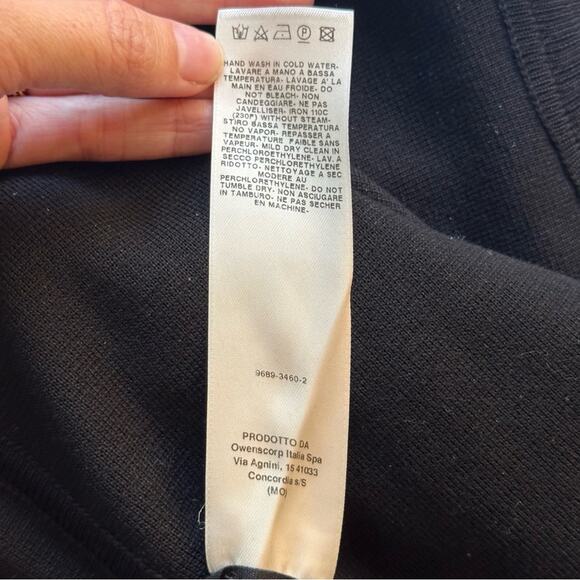 HAND WASH IN COLD WATER-
LAVARE A MANO A BASSA
TEMPERATURA- LAVAGE A' LA
MAIN EN EAU FROIDE- DO
NOT BLEACH- NON
CANDEGGIARE- NE PAS
JAVELLISER- IRON 110C
(230F) WITHOUT STEAM-
STIRO BASSA TEMPERATURA
NO VAPOR- REPASSER A
TEMPERATURE FAIBLE SANS
VAPEUR- MILD DRY CLEAN IN
PERCHLOROETHYLENE- LAV. A
SECCO PERCHLORETHYLENE
RIDOTTO- NETTOYAGE A SEC
MODERE AU
PERCHLORETHYLENE- DO NOT
TUMBLE DRY- NON ASCIUGARE
IN TAMBURO- NE PAS SECHER
EN MACHINE-
9689-3460-2
PRODOTTO DA
Owenscorp Italia Spa
Via Agnini, 15 41033
Concordia s/S
(MO)